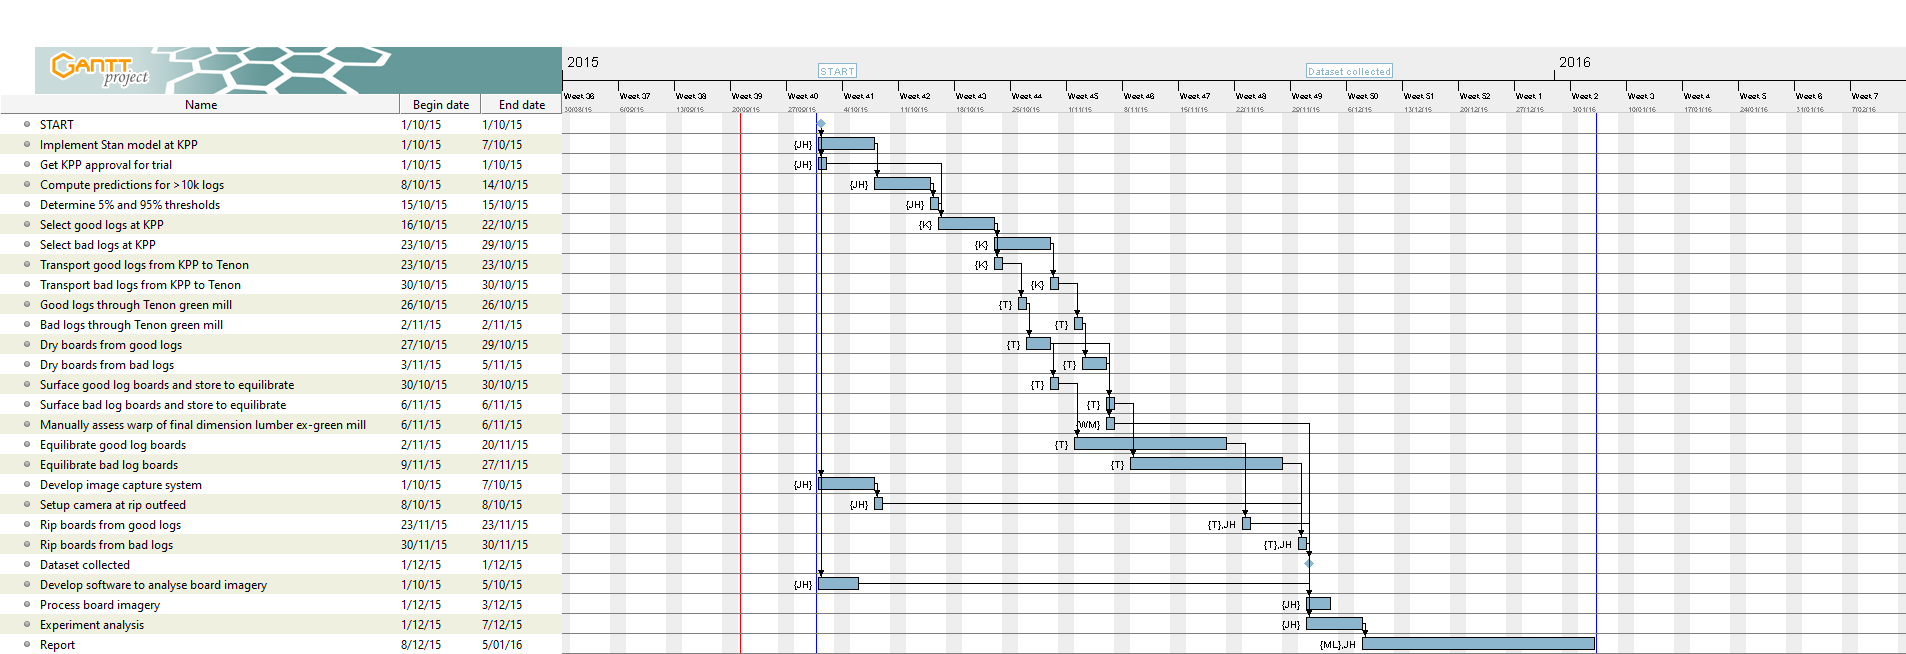 GANTT
project
2015
2016
START
Dataset collected
Week 36 Week 37 Week 38 Week 39 Week 40 Week 41 Week 42 Week 43 Week 44 Week 45 Week 46 Week 47 Week 48 Week 49 Week 50 Week 51 Week 52 Week 1 Week 2 Week 3 Week 4 Week 5 Week 6 Week 7
30/08/15 6/09/15 13/09/15 20/09/15 27/09/15 4/10/15 11/10/15 18/10/15 25/10/15 1/11/15 8/11/15 15/11/15 22/11/15 29/11/15 6/12/15 13/12/15 20/12/15 27/12/15 3/01/16 10/01/16 17/01/16 24/01/16 31/01/16 7/02/16
Name Begin date End date
START 1/10/15 1/10/15
Implement Stan model at KPP 1/10/15 7/10/15 {JH}
Get KPP approval for trial 1/10/15 1/10/15 {JH}
Compute predictions for >10k logs 8/10/15 14/10/15 {JH}
Determine 5% and 95% thresholds 15/10/15 15/10/15 {JH}
Select good logs at KPP 16/10/15 22/10/15 {K}
Select bad logs at KPP 23/10/15 29/10/15 {K}
Transport good logs from KPP to Tenon 23/10/15 23/10/15 {K}
Transport bad logs from KPP to Tenon 30/10/15 30/10/15 {K}
Good logs through Tenon green mill 26/10/15 26/10/15 {T}
Bad logs through Tenon green mill 2/11/15 2/11/15 {T}
Dry boards from good logs 27/10/15 29/10/15 {T}
Dry boards from bad logs 3/11/15 5/11/15 {T}
Surface good log boards and store to equilibrate 30/10/15 30/10/15 {T}
Surface bad log boards and store to equilibrate 6/11/15 6/11/15 {T}
Manually assess warp of final dimension lumber ex-green mill 6/11/15 6/11/15 {WM}
Equilibrate good log boards 2/11/15 20/11/15 {T}
Equilibrate bad log boards 9/11/15 27/11/15 {T}
Develop image capture system 1/10/15 7/10/15 {JH}
Setup camera at rip outfeed 8/10/15 8/10/15 {JH}
Rip boards from good logs 23/11/15 23/11/15 {T},JH
Rip boards from bad logs 30/11/15 30/11/15 {T},JH
Dataset collected 1/12/15 1/12/15
Develop software to analyse board imagery 1/10/15 5/10/15 {JH}
Process board imagery 1/12/15 3/12/15 {JH}
Experiment analysis 1/12/15 7/12/15 {JH}
Report 8/12/15 5/01/16 {ML},JH